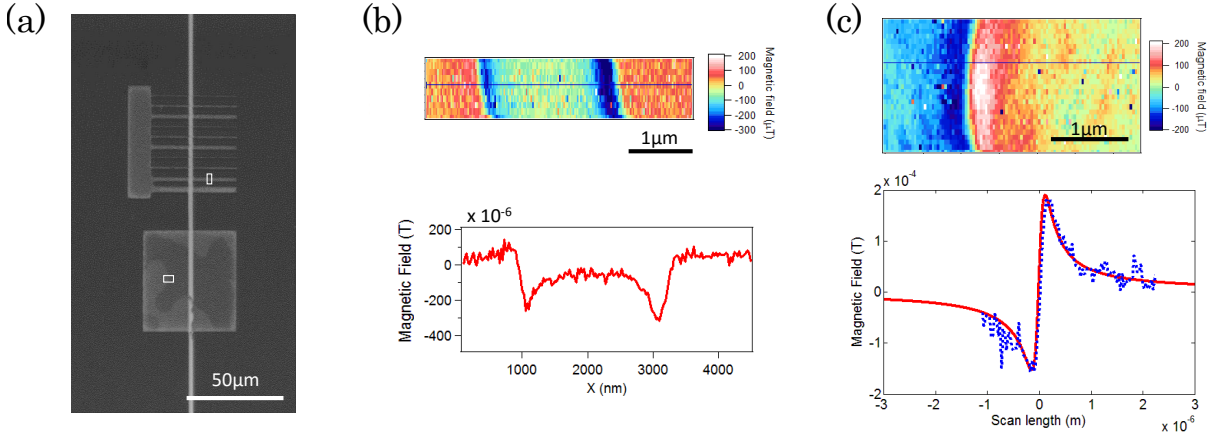 (a)
50μm
(b)
200
100
0
-100
-200
-300
Magnetic field (μT)
1μm
x 10⁻⁶
200
0
-200
-400
Magnetic Field (T)
1000
2000
3000
4000
X (nm)
(c)
200
100
0
-100
-200
Magnetic field (μT)
1μm
x 10⁻⁴
2
1
0
-1
-2
Magnetic Field (T)
-3
-2
-1
0
1
2
3
Scan length (m)
x 10⁻⁶